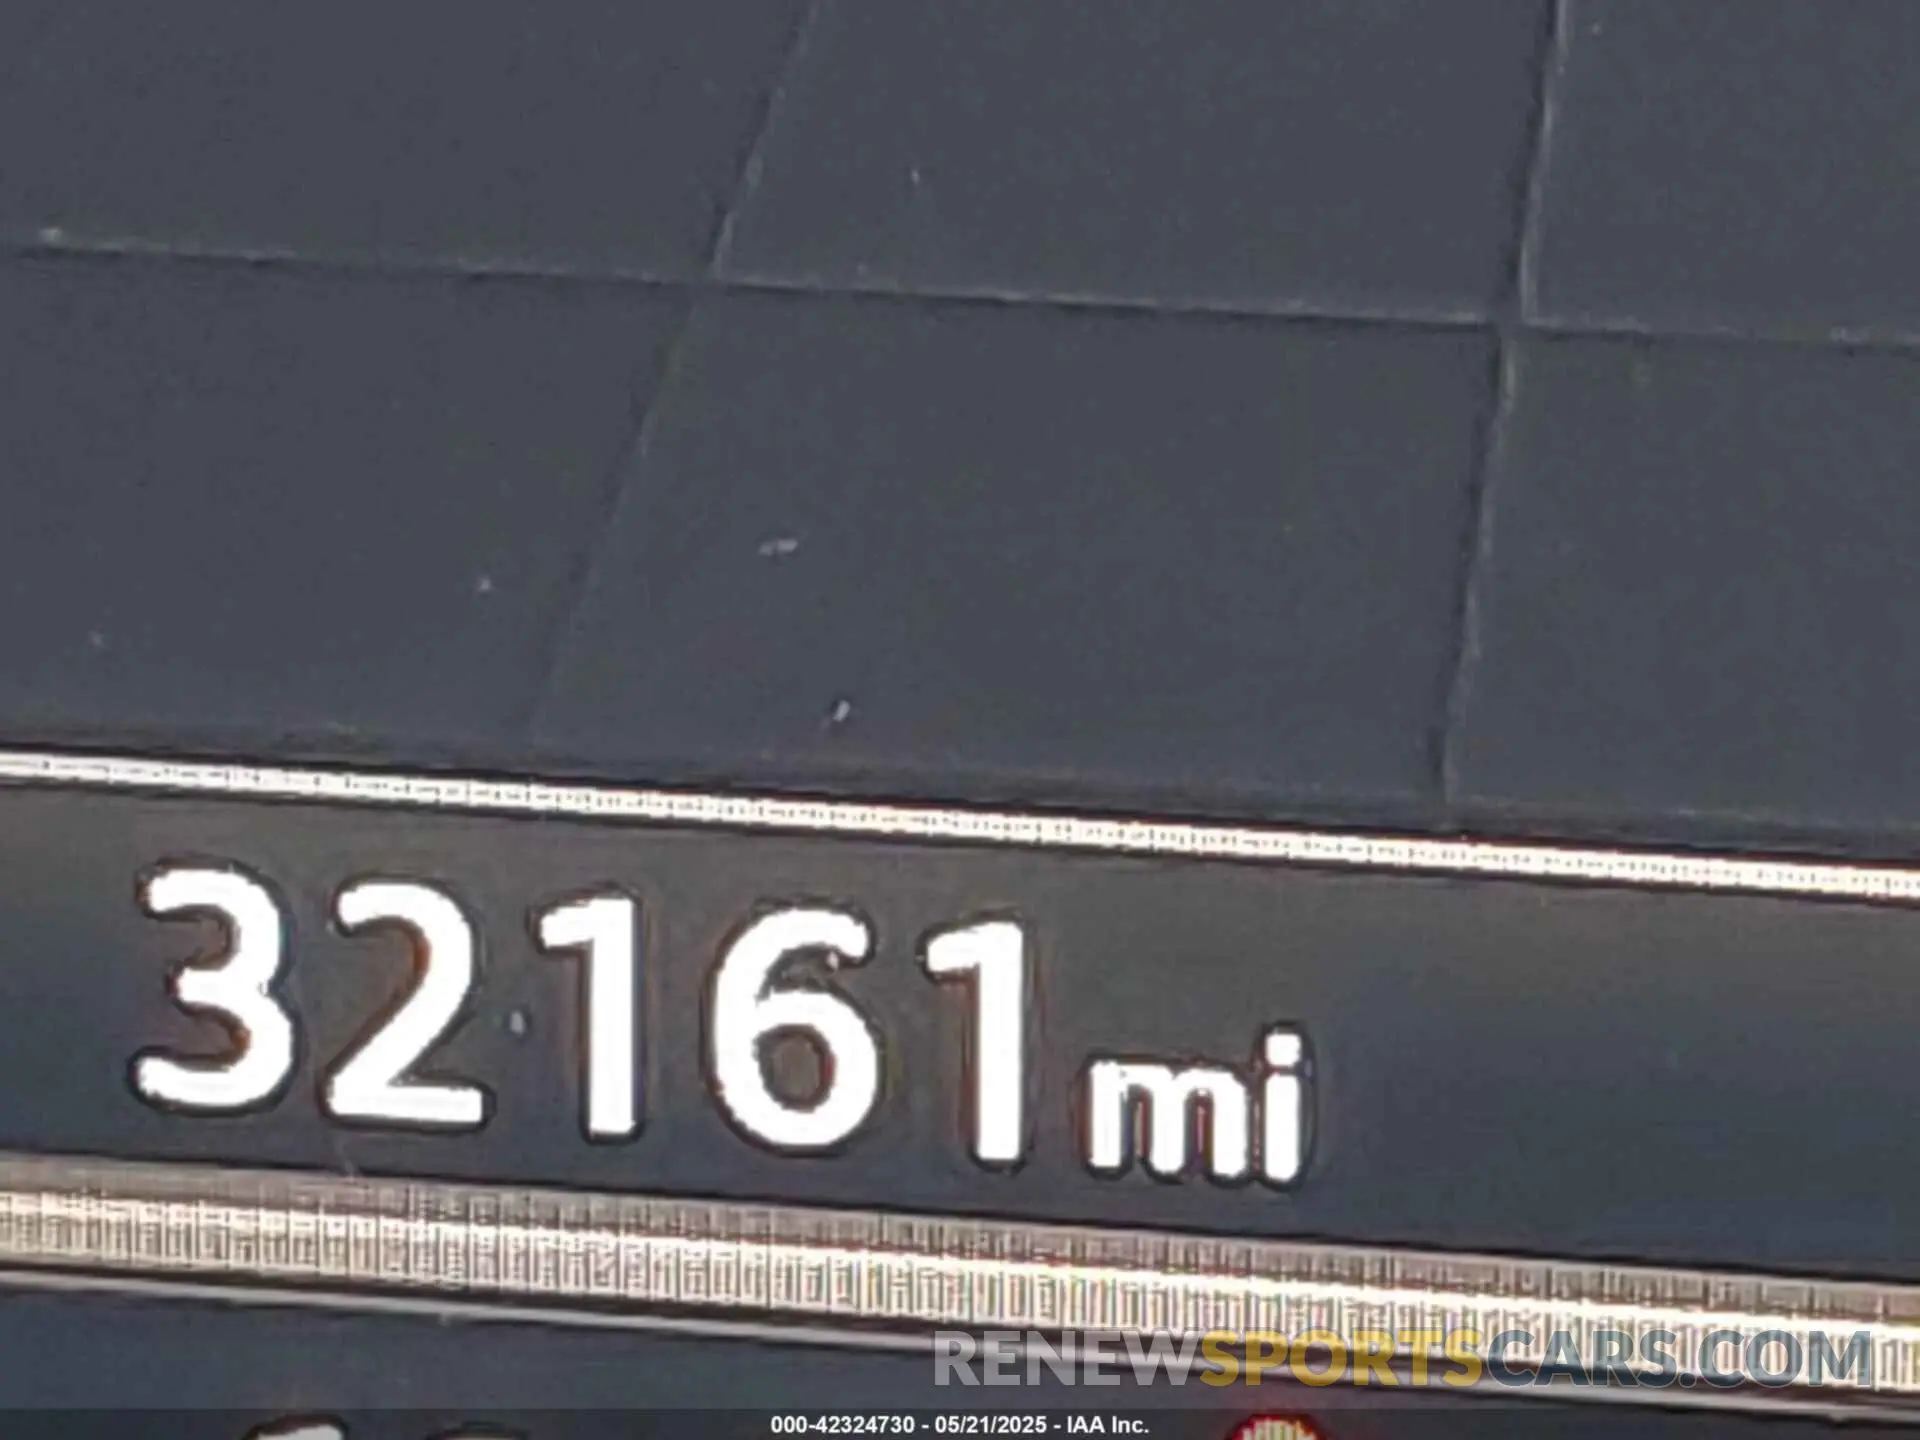 32161mi
RENEWSPORTSCARS.COM
000-42324730 - 05/21/2025 - IAA Inc.